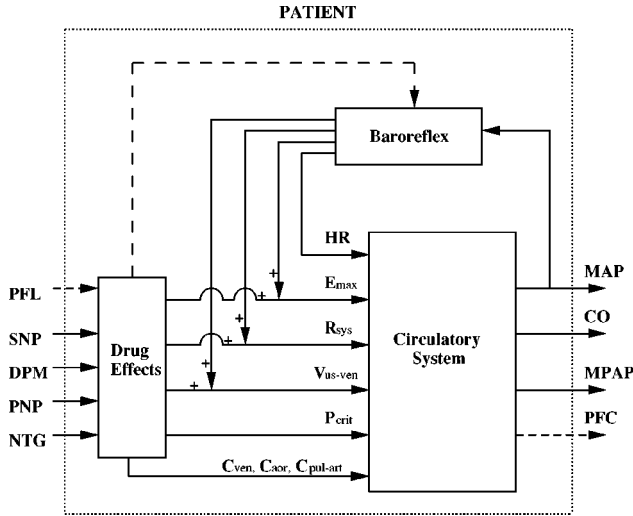 PATIENT
Baroreflex
HR
PFL
+
+
Emax
MAP
SNP
+
+
Rsys
CO
Drug
Effects
Circulatory
System
DPM
+
+
Vus-ven
MPAP
PNP
Pcrit
PFC
NTG
Cven, Caor, Cpul-art